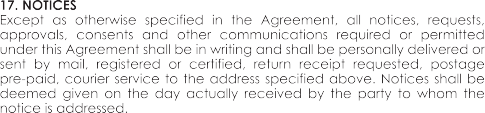 17. NOTICES
Except as otherwise specified in the Agreement, all notices, requests,
approvals, consents and other communications required or permitted
under this Agreement shall be in writing and shall be personally delivered or
sent by mail, registered or certified, return receipt requested, postage
pre-paid, courier service to the address specified above. Notices shall be
deemed given on the day actually received by the party to whom the
notice is addressed.